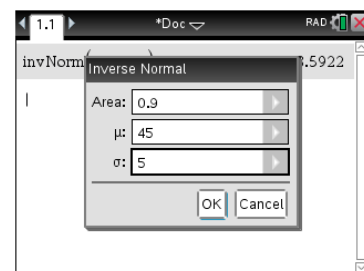 1.1 *Doc RAD
invNorm( .5922
Inverse Normal
Area: 0.9
μ: 45
σ: 5
OK Cancel